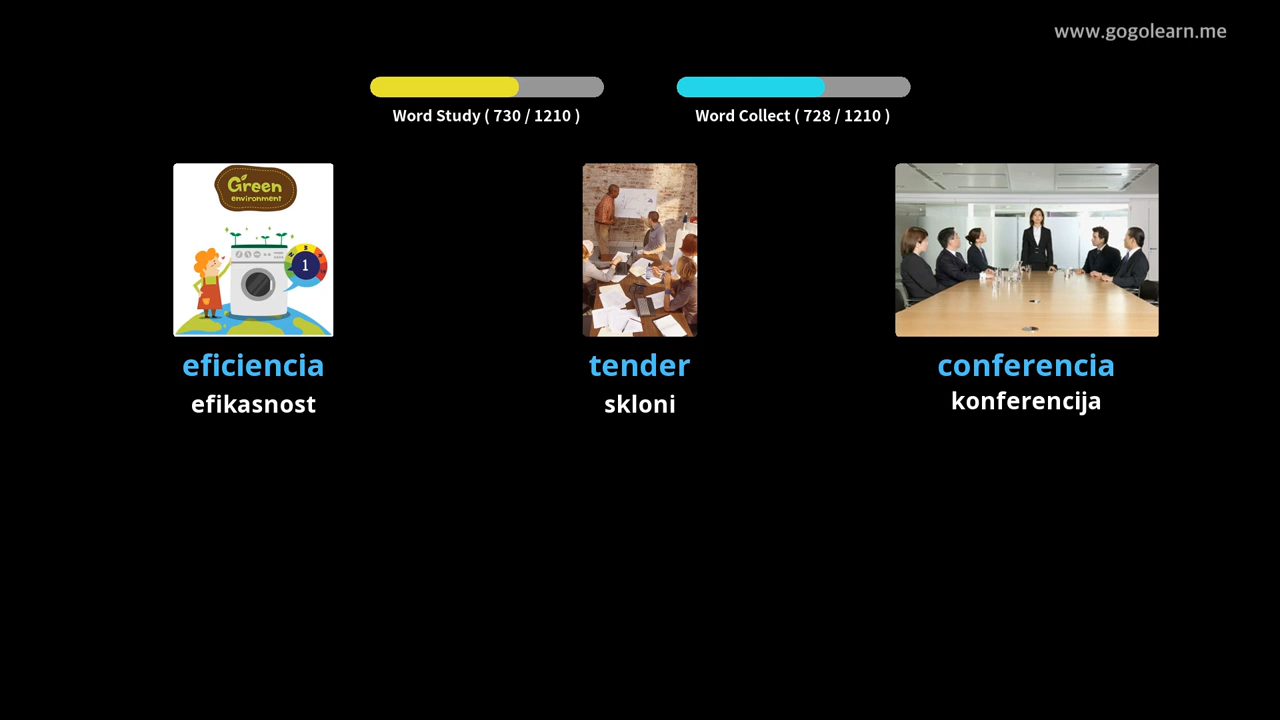 www.gogolearn.me
Word Study ( 730 / 1210 )
Word Collect ( 728 / 1210 )
Green
environment
1
eficiencia
tender
conferencia
efikasnost
skloni
konferencija